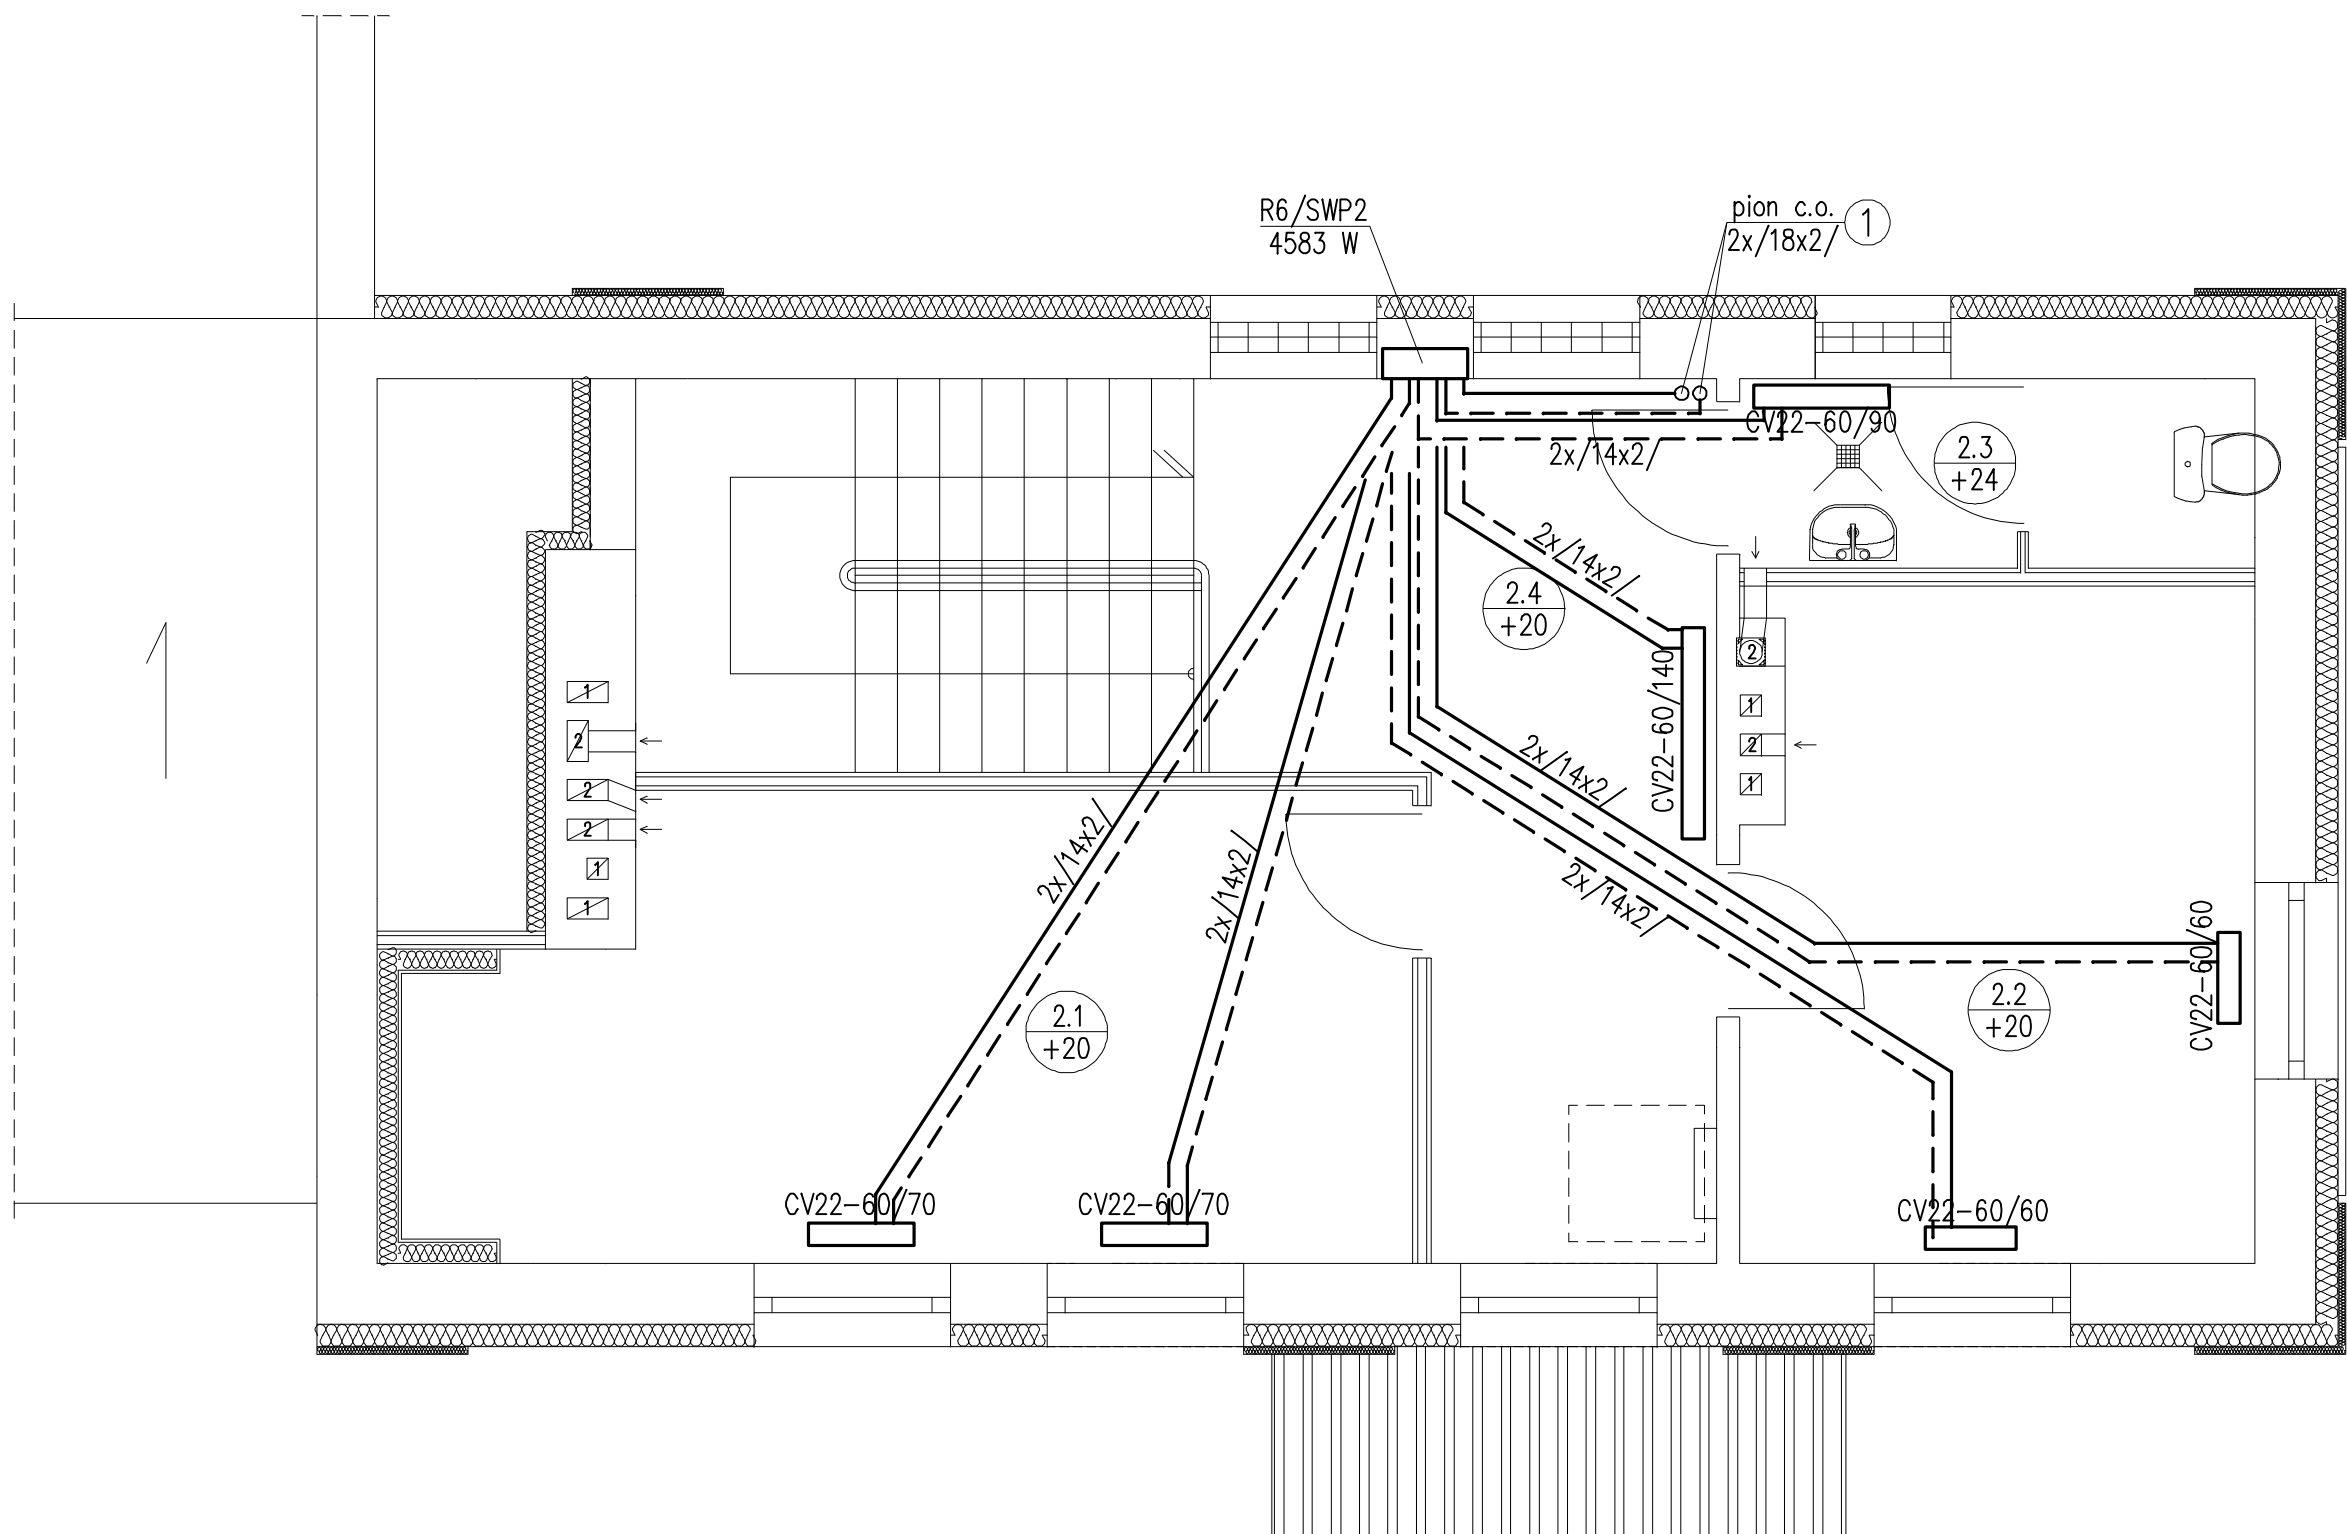 R6/SWP2
4583 W
pion c.o.
2x/18x2/
1
CV22-60/90
2x/14x2/
2.3
+24
2x/14x2/
2.4
+20
CV22-60/140
2
1
2
1
1
2
2
2
1
1
2x/14x2/
2x/14x2/
2x/14x2/
2x/14x2/
CV22-60/60
2.1
+20
2.2
+20
CV22-60/70
CV22-60/70
CV22-60/60